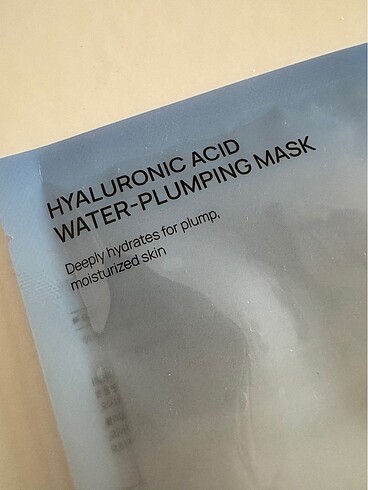 HYALURONIC ACID
WATER-PLUMPING MASK
Deeply hydrates for plump,
moisturized skin